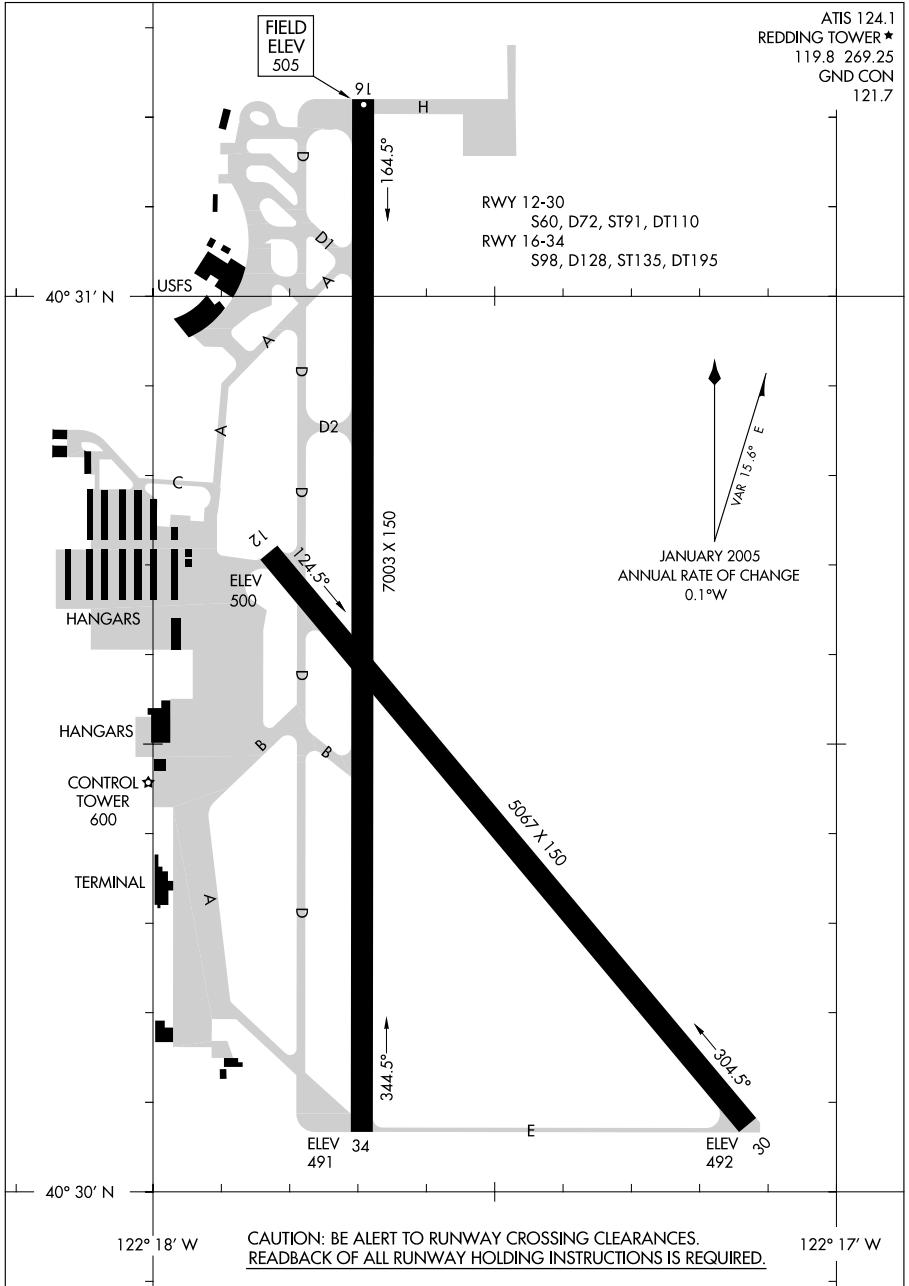 FIELD
ELEV
505
ATIS 124.1
REDDING TOWER★
119.8 269.25
GND CON
121.7
16
H
D
164.5°
RWY 12-30
S60, D72, ST91, DT110
RWY 16-34
S98, D128, ST135, DT195
D1
A
USFS
40° 31' N
A
D
VAR 15.6° E
A
D2
C
D
7003 X 150
JANUARY 2005
ANNUAL RATE OF CHANGE
0.1°W
12
124.5°
ELEV
500
HANGARS
D
HANGARS
B
B
CONTROL
TOWER
600
5067 X 150
TERMINAL
A
D
344.5°
304.5°
ELEV
491
34
E
ELEV
492
30
40° 30' N
122° 18' W
CAUTION: BE ALERT TO RUNWAY CROSSING CLEARANCES.
READBACK OF ALL RUNWAY HOLDING INSTRUCTIONS IS REQUIRED.
122° 17' W